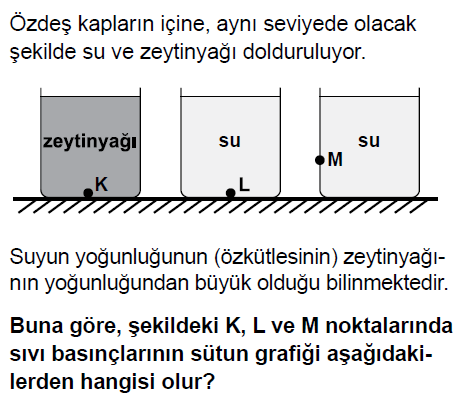 Özdeş kapların içine, aynı seviyede olacak
şekilde su ve zeytinyağı dolduruluyor.
zeytinyağı su su
K L M
Suyun yoğunluğunun (özkütlesinin) zeytinyağı-
nın yoğunluğundan büyük olduğu bilinmektedir.
Buna göre, şekildeki K, L ve M noktalarında
sıvı basınçlarının sütun grafiği aşağıdaki-
lerden hangisi olur?